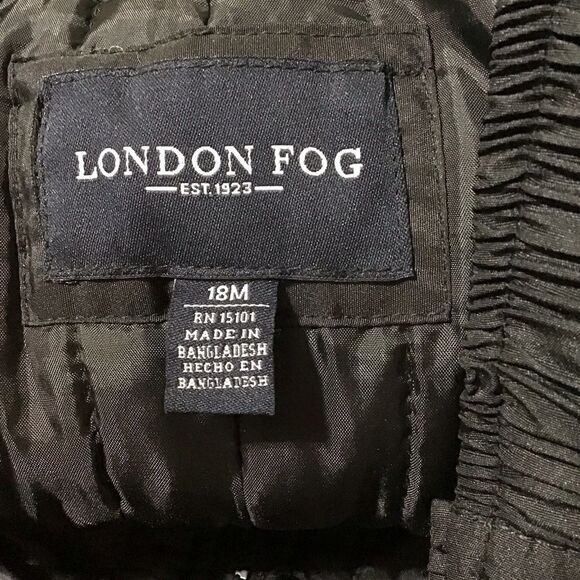 LONDON FOG
EST. 1923
18M
RN 15101
MADE IN
BANGLADESH
HECHO EN
BANGLADESH